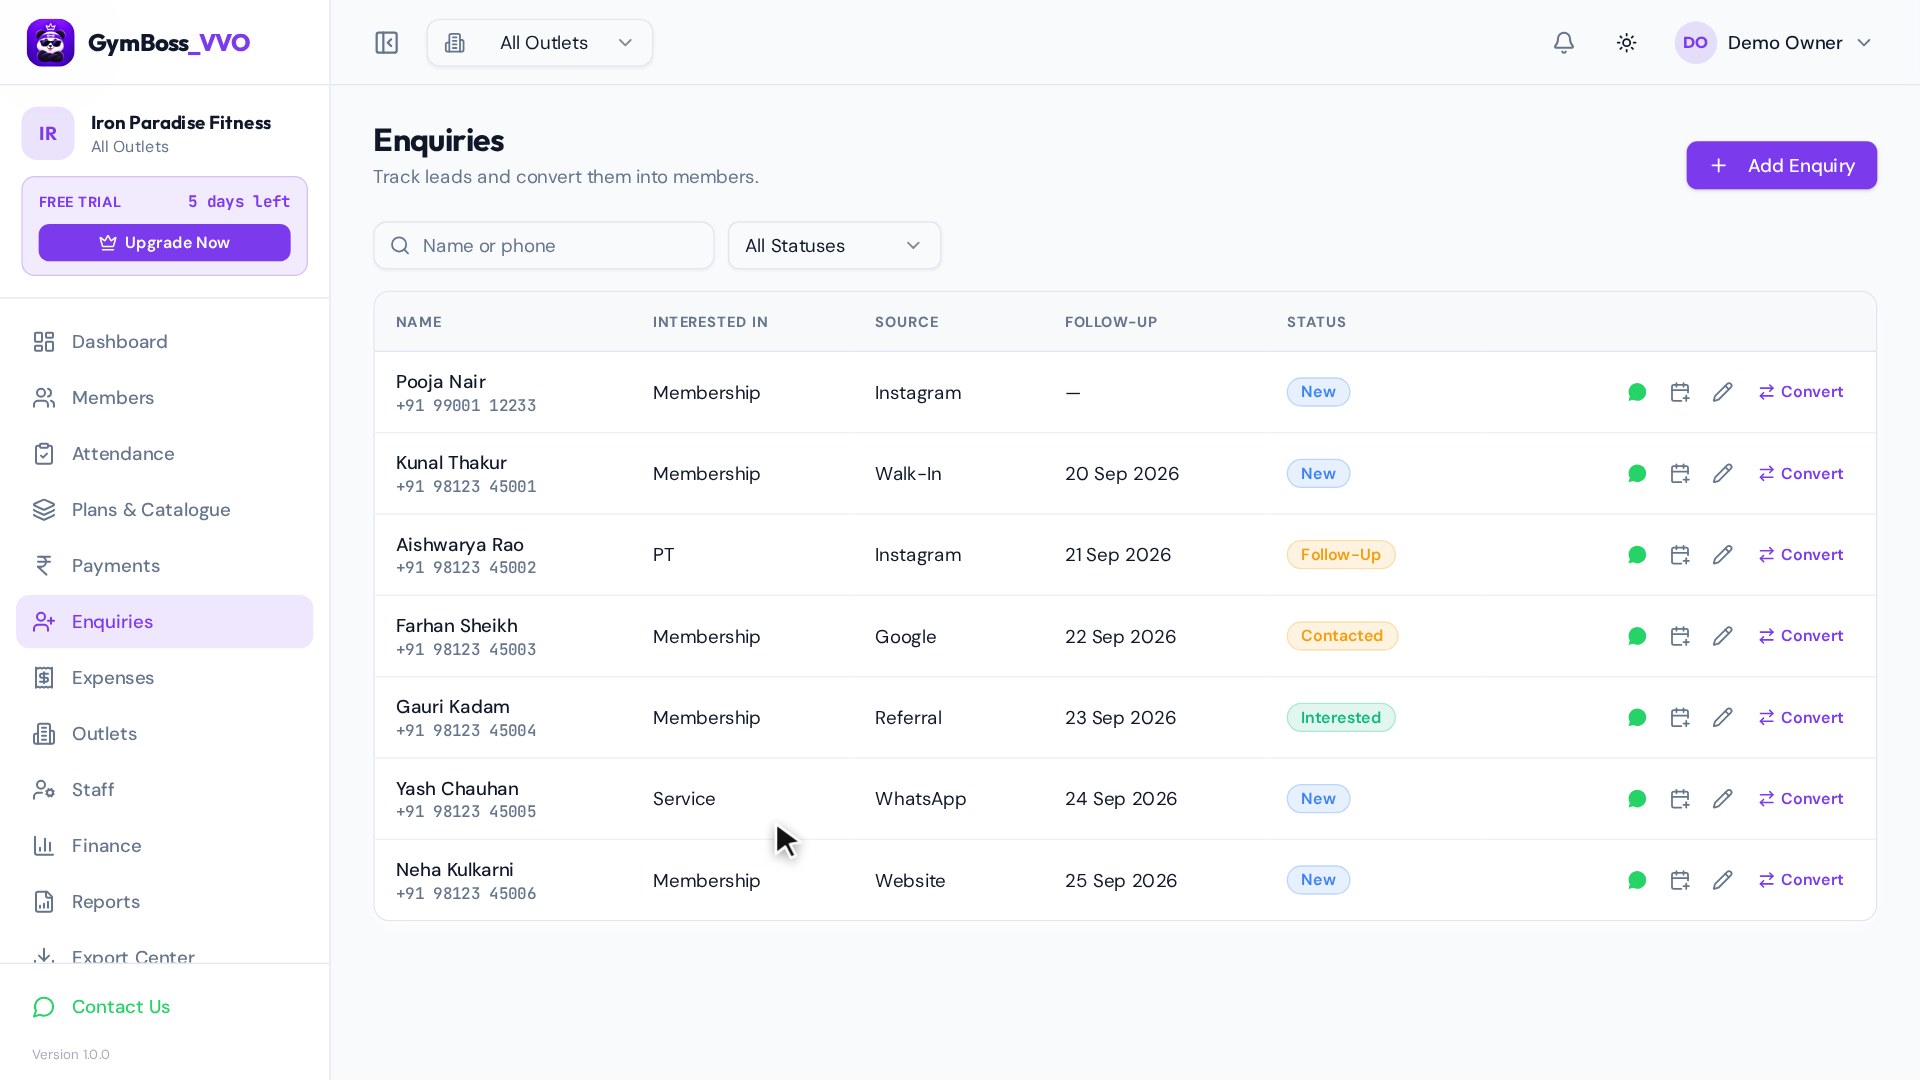 GymBoss_VVO
All Outlets
DO Demo Owner
IR
Iron Paradise Fitness
All Outlets
FREE TRIAL 5 days left
Upgrade Now
Dashboard
Members
Attendance
Plans & Catalogue
Payments
Enquiries
Expenses
Outlets
Staff
Finance
Reports
Export Center
Contact Us
Version 1.0.0
Enquiries
Track leads and convert them into members.
Add Enquiry
Name or phone
All Statuses
NAME INTERESTED IN SOURCE FOLLOW-UP STATUS
Pooja Nair
+91 99001 12233
Membership Instagram — New Convert
Kunal Thakur
+91 98123 45001
Membership Walk-In 20 Sep 2026 New Convert
Aishwarya Rao
+91 98123 45002
PT Instagram 21 Sep 2026 Follow-Up Convert
Farhan Sheikh
+91 98123 45003
Membership Google 22 Sep 2026 Contacted Convert
Gauri Kadam
+91 98123 45004
Membership Referral 23 Sep 2026 Interested Convert
Yash Chauhan
+91 98123 45005
Service WhatsApp 24 Sep 2026 New Convert
Neha Kulkarni
+91 98123 45006
Membership Website 25 Sep 2026 New Convert